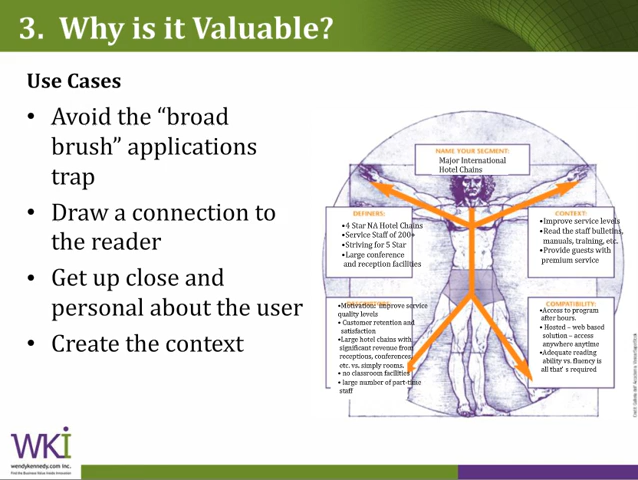 3. Why is it Valuable?
Use Cases
• Avoid the “broad
brush” applications
trap
• Draw a connection to
the reader
• Get up close and
personal about the user
• Create the context
NAME YOUR SEGMENT:
Major International
Hotel Chains
DEFINERS:
•4 Star NA Hotel Chains
•Service Staff of 200+
•Striving for 5 Star
•Large conference
and reception facilities
CONTEXT:
•Improve service levels
•Read the staff bulletins,
manuals, training, etc.
•Provide guests with
premium service
•Motivation: improve service
quality levels
• Customer retention and
satisfaction
•Large hotel chains with
significant revenue from
receptions, conferences,
etc. vs. simply rooms.
• no classroom facilities
• large number of part-time
staff
COMPATIBILITY:
•Access to program
after hours.
• Hosted – web based
solution – access
anywhere anytime
•Adequate reading
ability vs. fluency is
all that' s required
WKI
wendykennedy.com inc.
Find the Business Value Inside Innovation